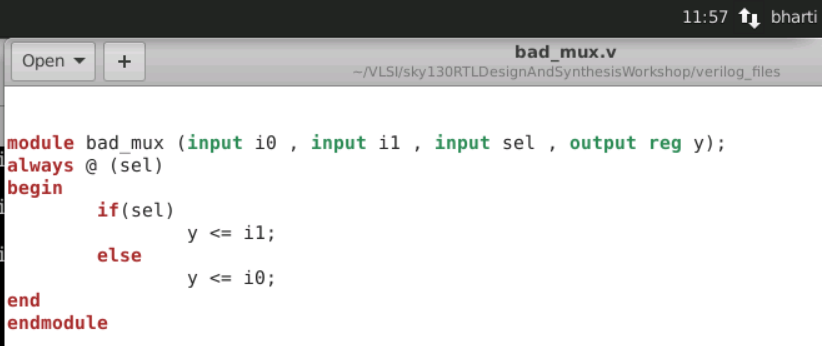 11:57 bharti
Open +
bad_mux.v
~/VLSI/sky130RTLDesignAndSynthesisWorkshop/verilog_files
module bad_mux (input i0 , input i1 , input sel , output reg y);
always @ (sel)
begin
if(sel)
y <= i1;
else
y <= i0;
end
endmodule